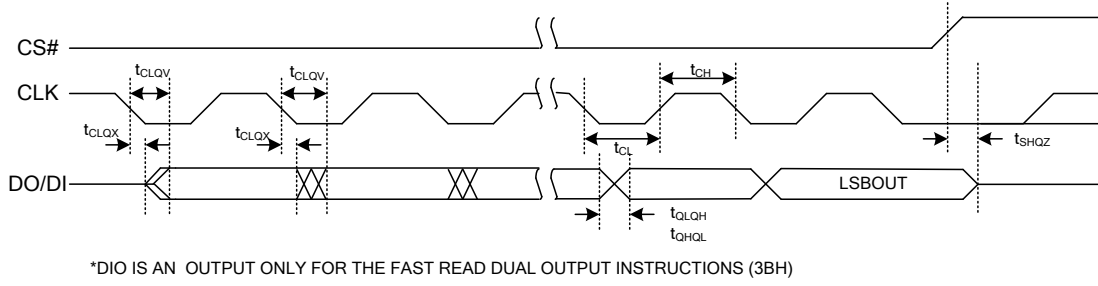 CS#
tCLQV
tCLQV
tCH
CLK
tCLQX
tCLQX
tCL
tSHQZ
DO/DI
LSBOUT
tQLQH
tQHQL
*DIO IS AN OUTPUT ONLY FOR THE FAST READ DUAL OUTPUT INSTRUCTIONS (3BH)